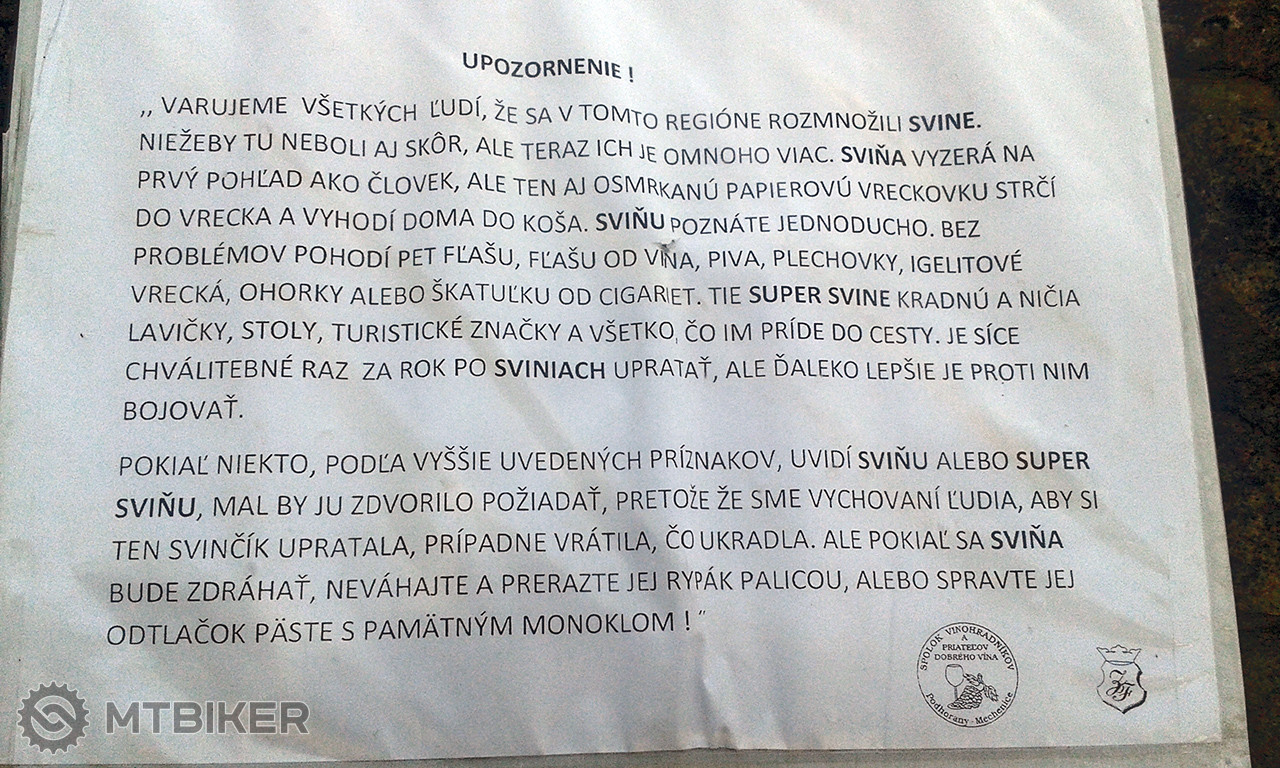 UPOZORNENIE !
,, VARUJEME VŠETKÝCH ĽUDÍ, ŽE SA V TOMTO REGIÓNE ROZMNOŽILI SVINE.
NIEŽEBY TU NEBOLI AJ SKÔR, ALE TERAZ ICH JE OMNOHO VIAC. SVIŇA VYZERÁ NA
PRVÝ POHĽAD AKO ČLOVEK, ALE TEN AJ OSMRKANÚ PAPIEROVÚ VRECKOVKU STRČÍ
DO VRECKA A VYHODÍ DOMA DO KOŠA. SVIŇU POZNÁTE JEDNODUCHO. BEZ
PROBLÉMOV POHODÍ PET FĽAŠU, FĽAŠU OD VÍNA, PIVA, PLECHOVKY, IGELITOVÉ
VRECKÁ, OHORKY ALEBO ŠKATUĽKU OD CIGARIET. TIE SUPER SVINE KRADNÚ A NIČIA
LAVIČKY, STOLY, TURISTICKÉ ZNAČKY A VŠETKO, ČO IM PRÍDE DO CESTY. JE SÍCE
CHVÁLITEBNÉ RAZ ZA ROK PO SVINIACH UPRATAŤ, ALE ĎALEKO LEPŠIE JE PROTI NIM
BOJOVAŤ.
POKIAĽ NIEKTO, PODĽA VYŠŠIE UVEDENÝCH PRÍZNAKOV, UVIDÍ SVIŇU ALEBO SUPER
SVIŇU, MAL BY JU ZDVORILO POŽIADAŤ, PRETOŽE ŽE SME VYCHOVANÍ ĽUDIA, ABY SI
TEN SVINČÍK UPRATALA, PRÍPADNE VRÁTILA, ČO UKRADLA. ALE POKIAĽ SA SVIŇA
BUDE ZDRÁHAŤ, NEVÁHAJTE A PRERAZTE JEJ RYPÁK PALICOU, ALEBO SPRAVTE JEJ
ODTLAČOK PÄSTE S PAMÄTNÝM MONOKLOM ! "
SPOLOK VINOHRADNÍKOV
A
PRIATEĽOV
DOBRÉHO VÍNA
Podhorany - Mechenice
MTBIKER